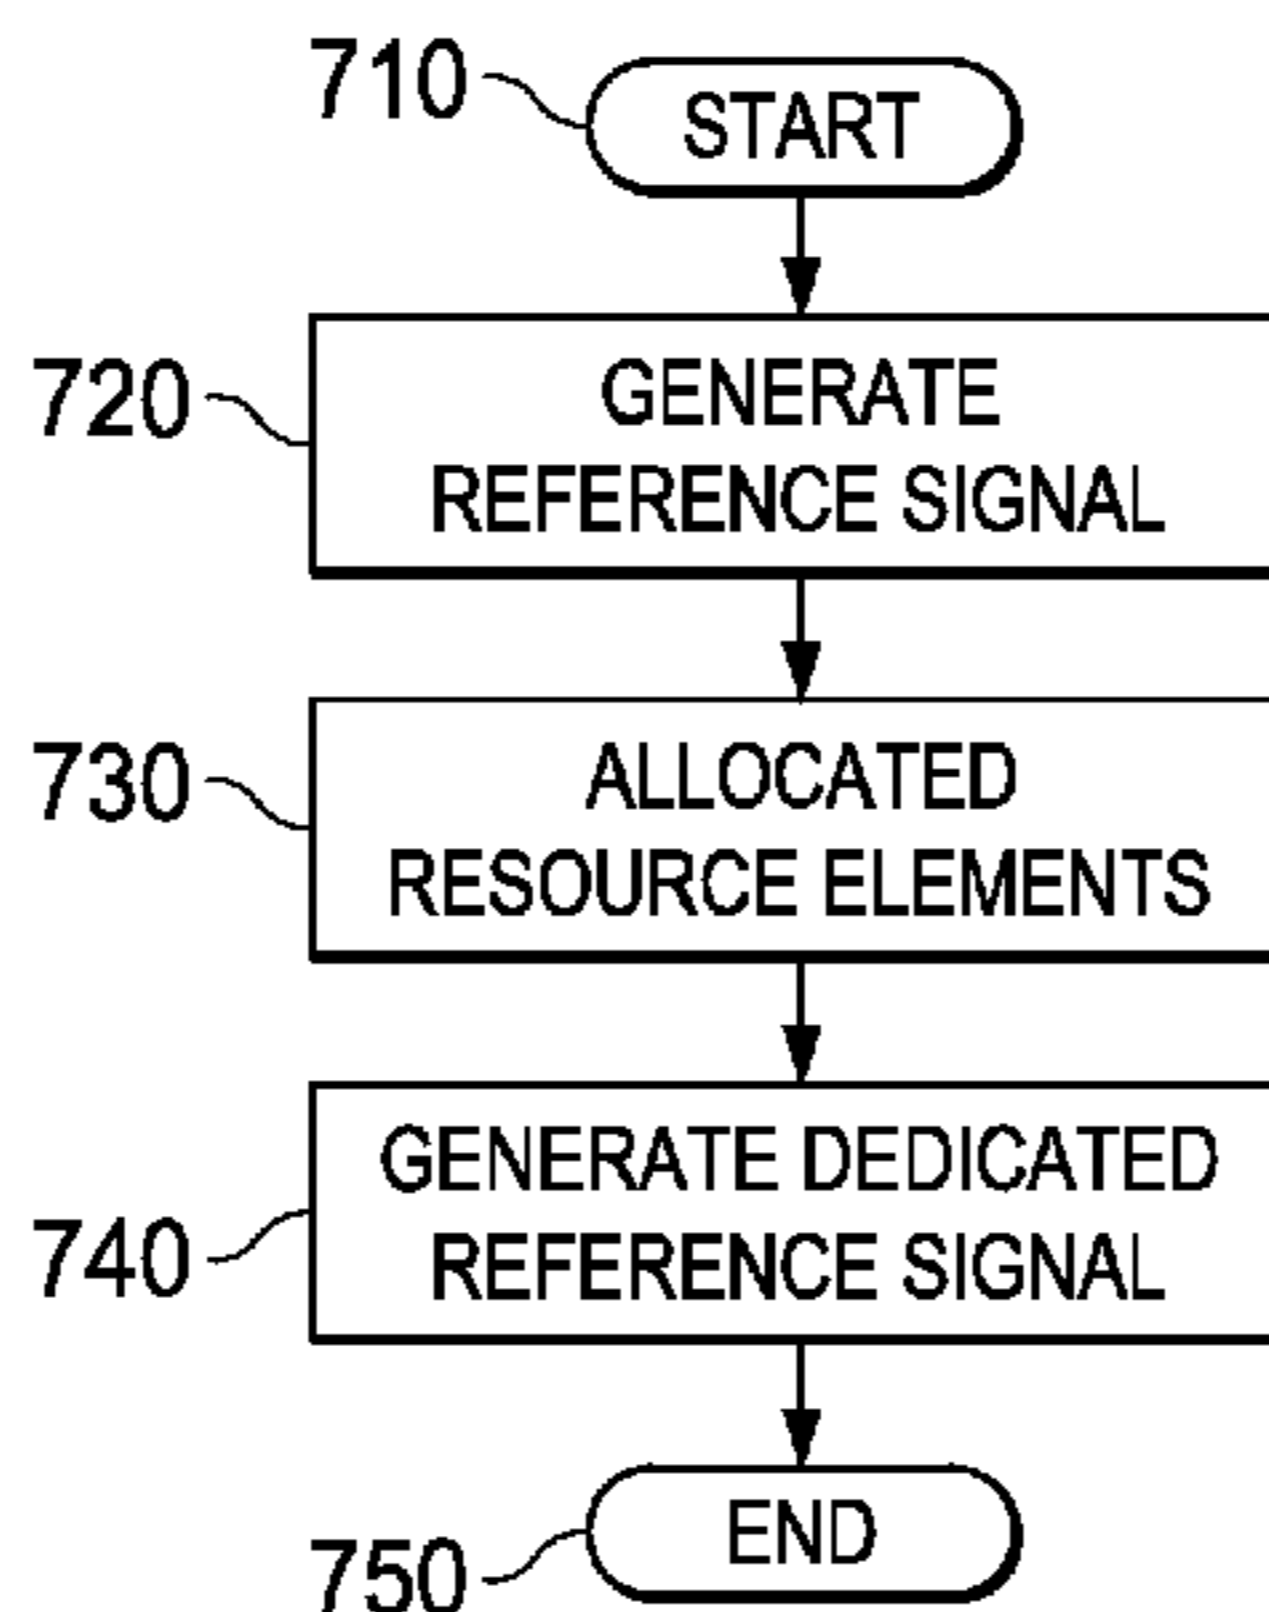 710
START
720
GENERATE
REFERENCE SIGNAL
730
ALLOCATED
RESOURCE ELEMENTS
740
GENERATE DEDICATED
REFERENCE SIGNAL
750
END